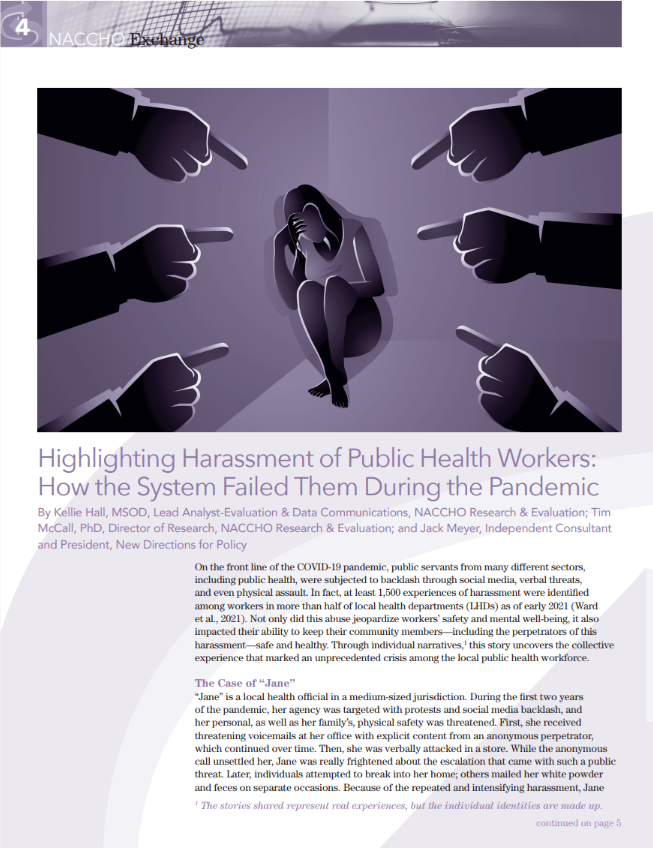 4
NACCHO Exchange
Highlighting Harassment of Public Health Workers:
How the System Failed Them During the Pandemic
By Kellie Hall, MSOD, Lead Analyst-Evaluation & Data Communications, NACCHO Research & Evaluation; Tim
McCall, PhD, Director of Research, NACCHO Research & Evaluation; and Jack Meyer, Independent Consultant
and President, New Directions for Policy
On the front line of the COVID-19 pandemic, public servants from many different sectors,
including public health, were subjected to backlash through social media, verbal threats,
and even physical assault. In fact, at least 1,500 experiences of harassment were identified
among workers in more than half of local health departments (LHDs) as of early 2021 (Ward
et al., 2021). Not only did this abuse jeopardize workers' safety and mental well-being, it also
impacted their ability to keep their community members—including the perpetrators of this
harassment—safe and healthy. Through individual narratives,¹ this story uncovers the collective
experience that marked an unprecedented crisis among the local public health workforce.
The Case of “Jane”
“Jane” is a local health official in a medium-sized jurisdiction. During the first two years
of the pandemic, her agency was targeted with protests and social media backlash, and
her personal, as well as her family's, physical safety was threatened. First, she received
threatening voicemails at her office with explicit content from an anonymous perpetrator,
which continued over time. Then, she was verbally attacked in a store. While the anonymous
call unsettled her, Jane was really frightened about the escalation that came with such a public
threat. Later, individuals attempted to break into her home; others mailed her white powder
and feces on separate occasions. Because of the repeated and intensifying harassment, Jane
¹ The stories shared represent real experiences, but the individual identities are made up.
continued on page 5